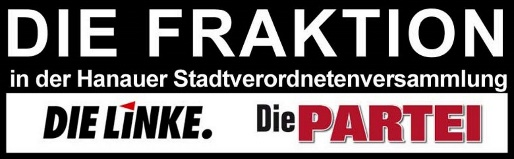 DIE FRAKTION
in der Hanauer Stadtverordnetenversammlung
DIE LINKE. Die PARTEI